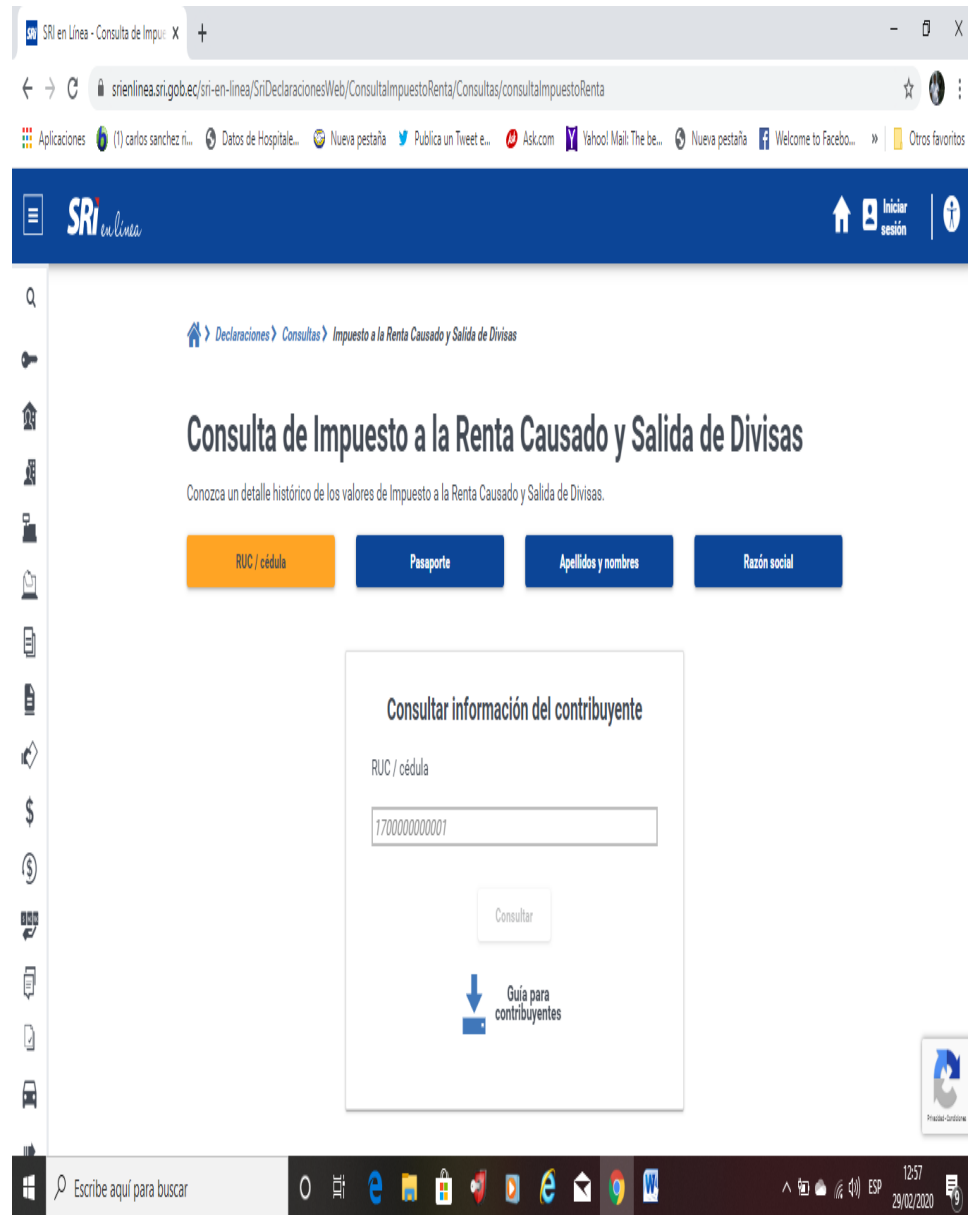 SRI en Línea - Consulta de Impue
srienlinea.sri.gob.ec/sri-en-linea/SriDeclaracionesWeb/ConsultaImpuestoRenta/Consultas/consultaImpuestoRenta
Aplicaciones (1) carlos sanchez ri... Datos de Hospitale... Nueva pestaña Publica un Tweet e... Ask.com Yahoo! Mail: The be... Nueva pestaña Welcome to Facebo... » Otros favoritos
SRi en línea Iniciar sesión
Declaraciones > Consultas > Impuesto a la Renta Causado y Salida de Divisas
Consulta de Impuesto a la Renta Causado y Salida de Divisas
Conozca un detalle histórico de los valores de Impuesto a la Renta Causado y Salida de Divisas.
RUC / cédula Pasaporte Apellidos y nombres Razón social
Consultar información del contribuyente
RUC / cédula
1700000000001
Consultar
Guía para
contribuyentes
Privacidad - Condiciones
Escribe aquí para buscar ESP 12:57
29/02/2020 9